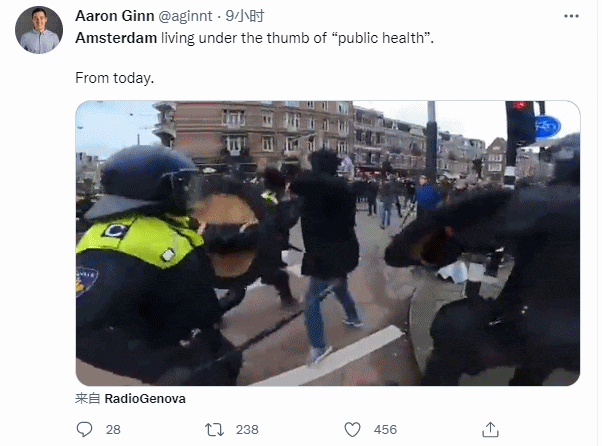 Aaron Ginn @aginnt · 9小时
Amsterdam living under the thumb of “public health”.
From today.
来自 RadioGenova
28 238 456